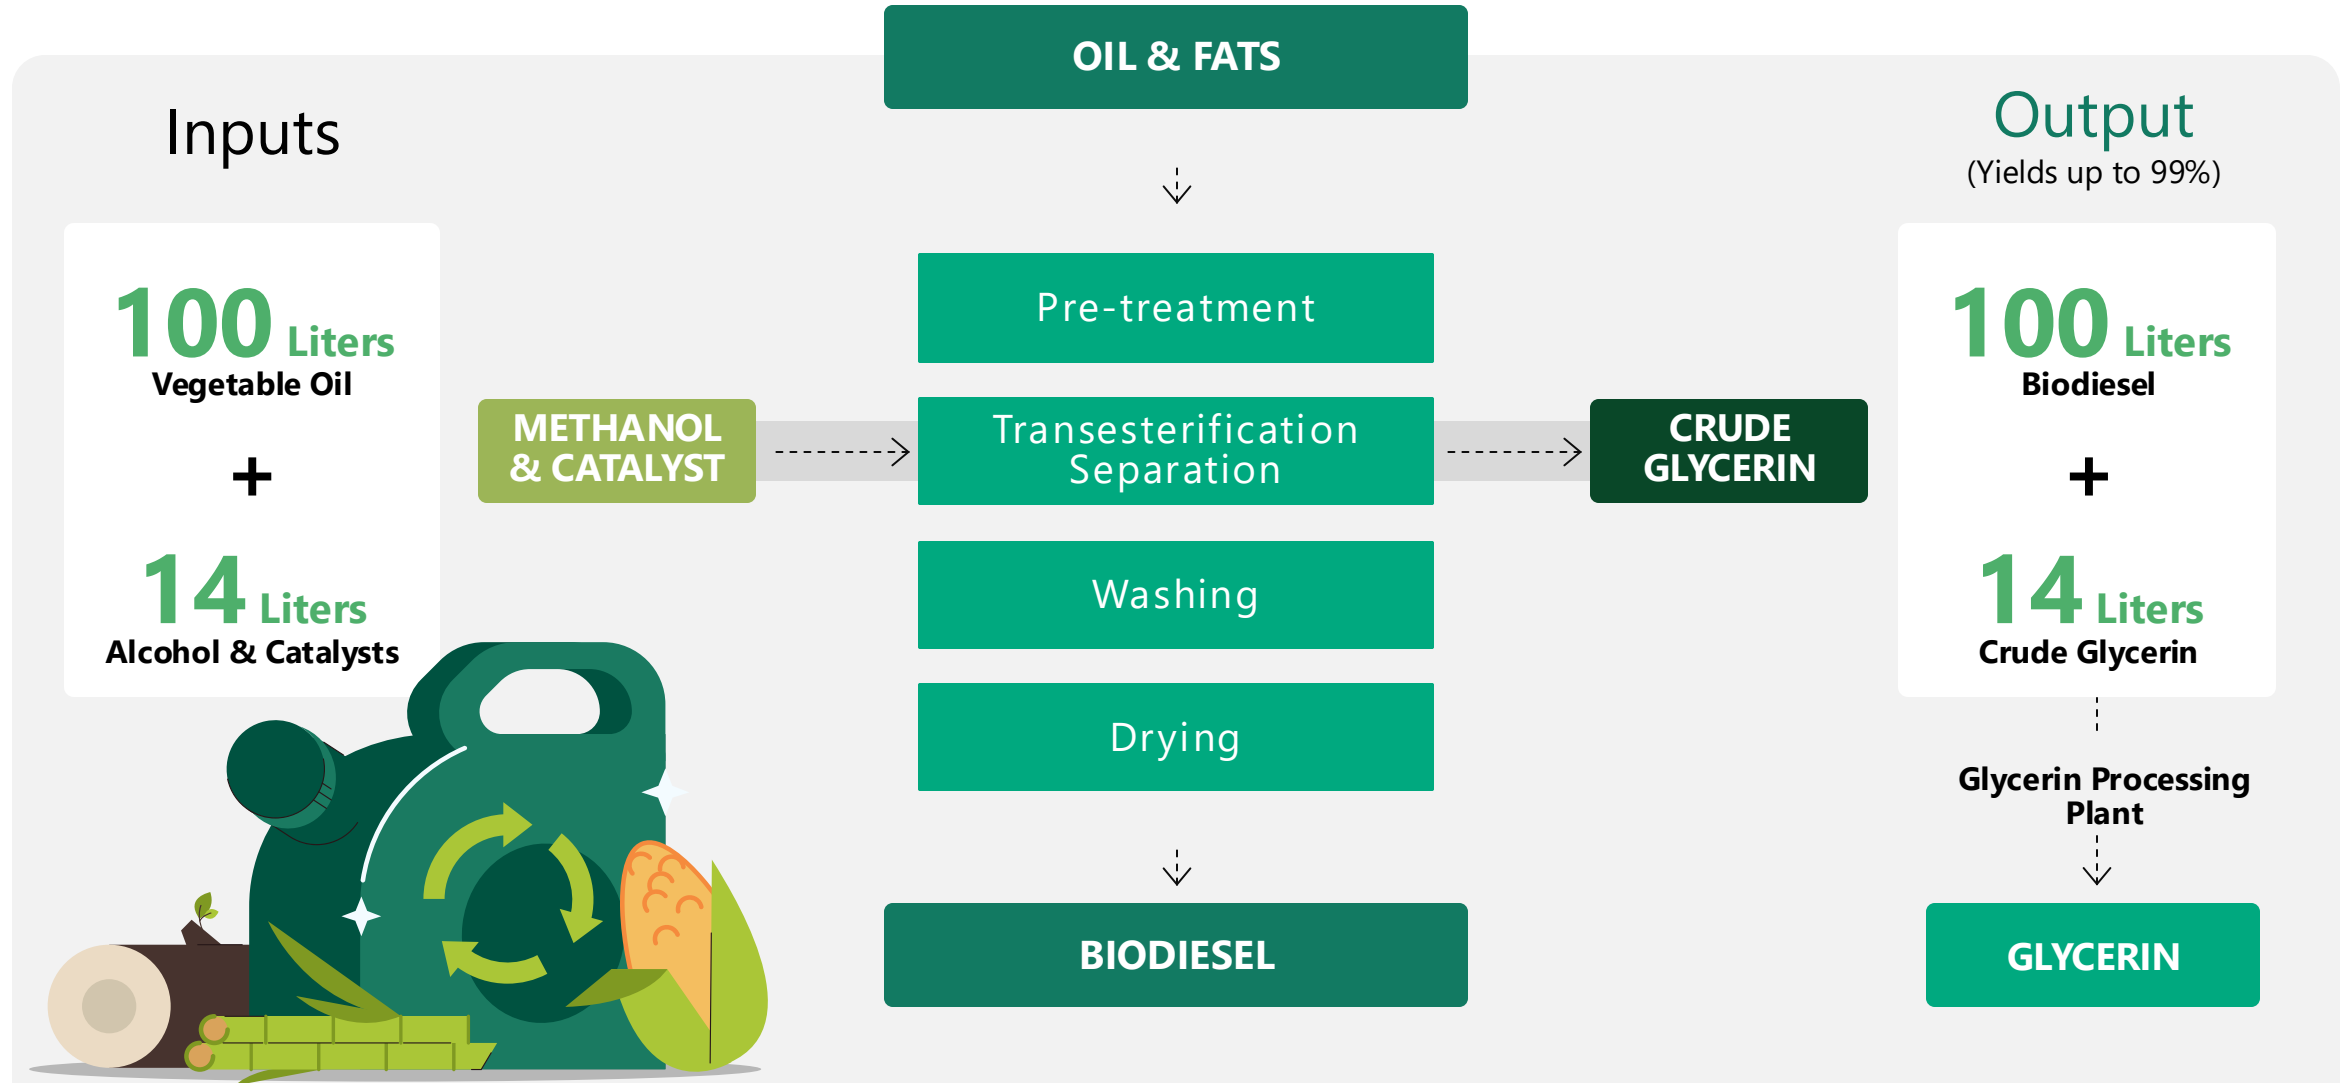 OIL & FATS
Inputs
100 Liters
Vegetable Oil
+
14 Liters
Alcohol & Catalysts
METHANOL
& CATALYST
Pre-treatment
Transesterification
Separation
Washing
Drying
BIODIESEL
CRUDE
GLYCERIN
Output
(Yields up to 99%)
100 Liters
Biodiesel
+
14 Liters
Crude Glycerin
Glycerin Processing
Plant
GLYCERIN